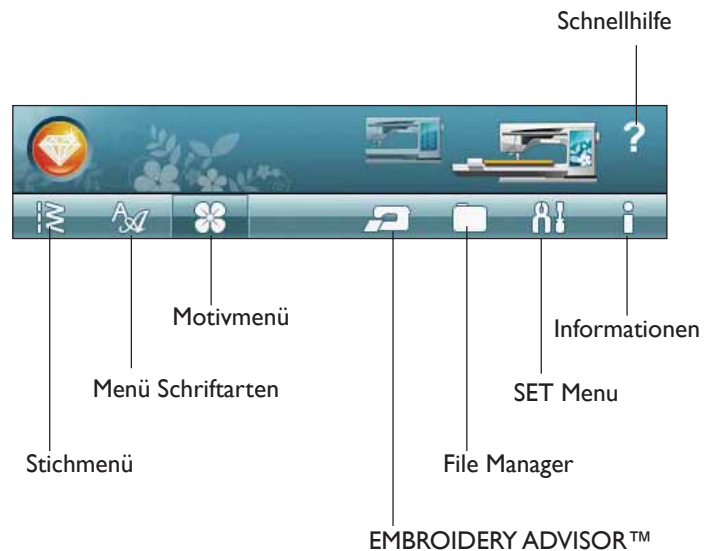 Schnellhilfe
?
Motivmenü
Informationen
Menü Schriftarten
SET Menu
Stichmenü
File Manager
EMBROIDERY ADVISOR™